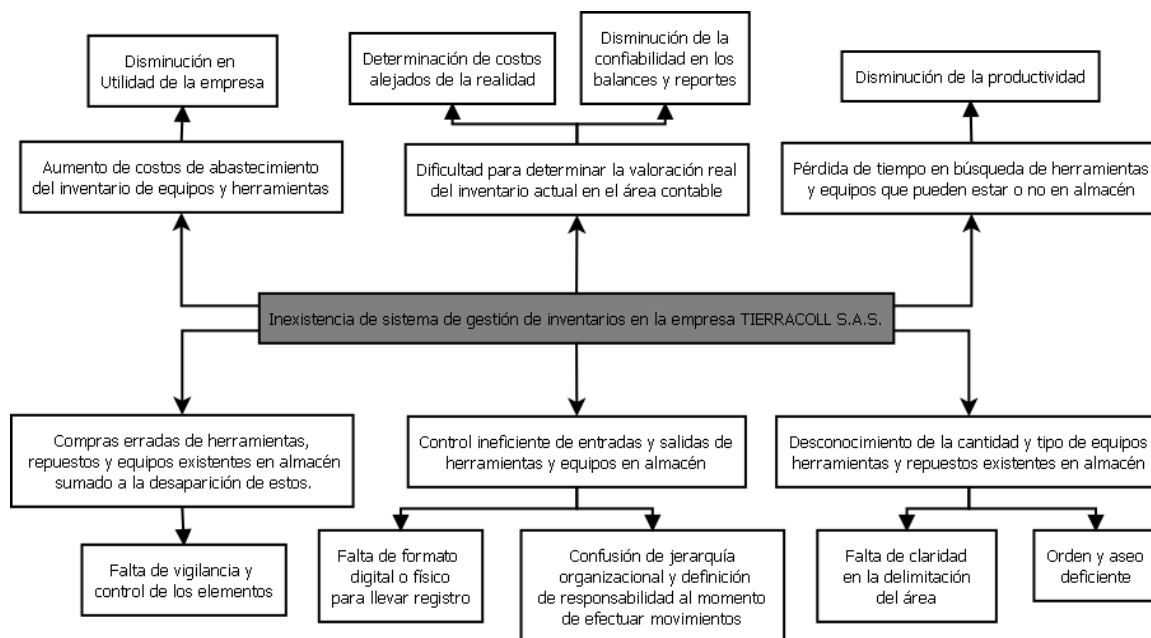 Disminución en
Utilidad de la empresa
Determinación de costos
alejados de la realidad
Disminución de la
confiabilidad en los
balances y reportes
Disminución de la productividad
Aumento de costos de abastecimiento
del inventario de equipos y herramientas
Dificultad para determinar la valoración real
del inventario actual en el área contable
Pérdida de tiempo en búsqueda de herramientas
y equipos que pueden estar o no en almacén
Inexistencia de sistema de gestión de inventarios en la empresa TIERRACOLL S.A.S.
Compras erradas de herramientas,
repuestos y equipos existentes en almacén
sumado a la desaparición de estos.
Control ineficiente de entradas y salidas de
herramientas y equipos en almacén
Desconocimiento de la cantidad y tipo de equipos
herramientas y repuestos existentes en almacén
Falta de vigilancia y
control de los elementos
Falta de formato
digital o físico
para llevar registro
Confusión de jerarquía
organizacional y definición
de responsabilidad al momento
de efectuar movimientos
Falta de claridad
en la delimitación
del área
Orden y aseo
deficiente